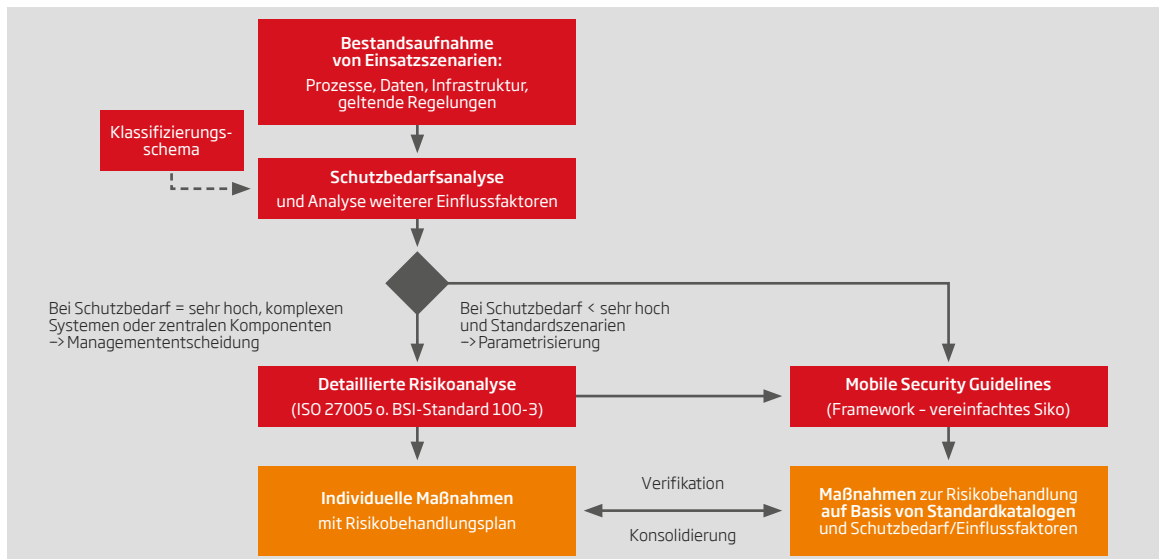 Bestandsaufnahme
von Einsatzszenarien:
Prozesse, Daten, Infrastruktur,
geltende Regelungen
Klassifizierungs-
schema
Schutzbedarfsanalyse
und Analyse weiterer Einflussfaktoren
Bei Schutzbedarf = sehr hoch, komplexen
Systemen oder zentralen Komponenten
–> Managemententscheidung
Bei Schutzbedarf < sehr hoch
und Standardszenarien
–> Parametrisierung
Detaillierte Risikoanalyse
(ISO 27005 o. BSI-Standard 100-3)
Mobile Security Guidelines
(Framework – vereinfachtes Siko)
Individuelle Maßnahmen
mit Risikobehandlungsplan
Verifikation
Konsolidierung
Maßnahmen zur Risikobehandlung
auf Basis von Standardkatalogen
und Schutzbedarf/Einflussfaktoren